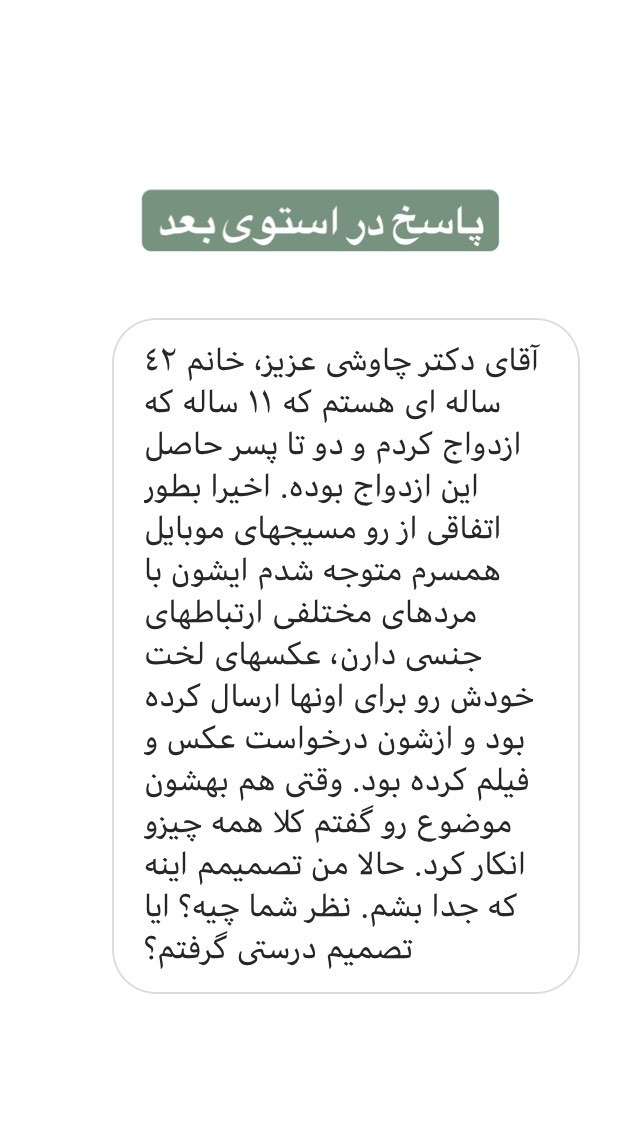 پاسخ در استوی بعد
آقای دکتر چاوشی عزیز، خانم ٤٢
ساله ای هستم که ۱۱ ساله که
ازدواج کردم و دو تا پسر حاصل
این ازدواج بوده. اخیرا بطور
اتفاقی از رو مسیجهای موبایل
همسرم متوجه شدم ایشون با
مردهای مختلفی ارتباطهای
جنسی دارن، عکسهای لخت
خودش رو برای اونها ارسال کرده
بود و ازشون درخواست عکس و
فیلم کرده بود. وقتی هم بهشون
موضوع رو گفتم کلا همه چیزو
انکار کرد. حالا من تصمیمم اینه
که جدا بشم. نظر شما چیه؟ ایا
تصمیم درستی گرفتم؟